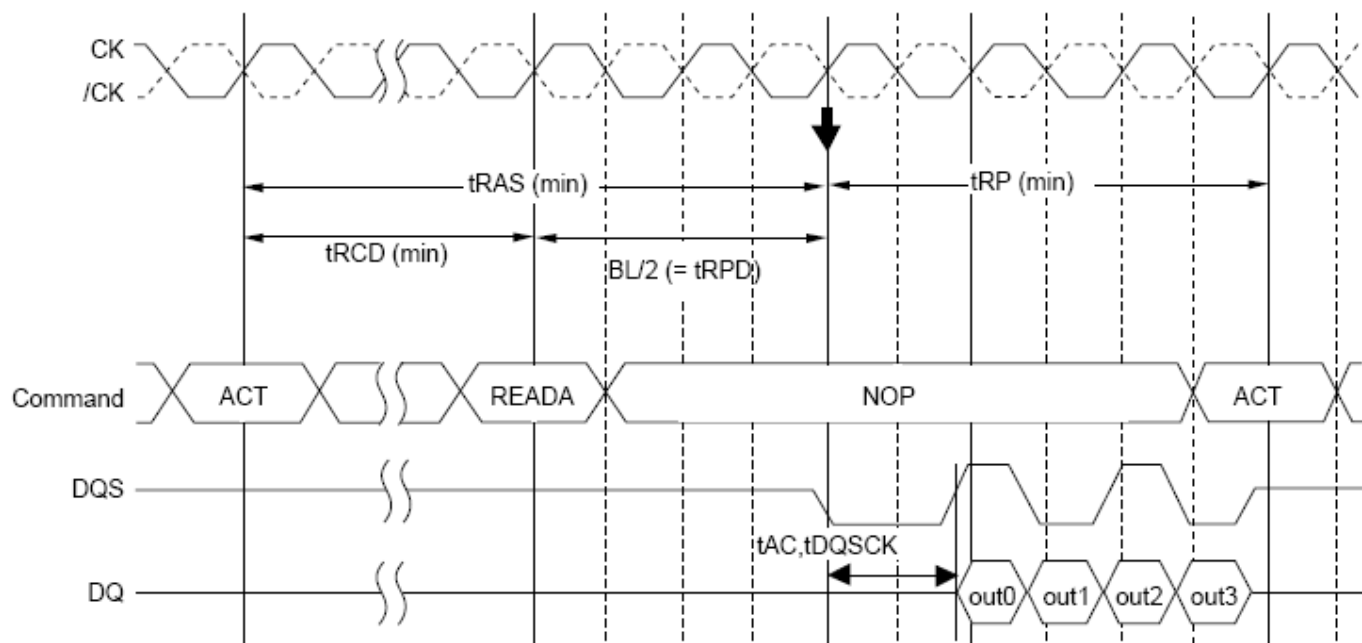 CK
/CK
tRAS (min)
tRP (min)
tRCD (min)
BL/2 (= tRPD)
Command
ACT
READA
NOP
ACT
DQS
tAC,tDQSCK
DQ
out0
out1
out2
out3